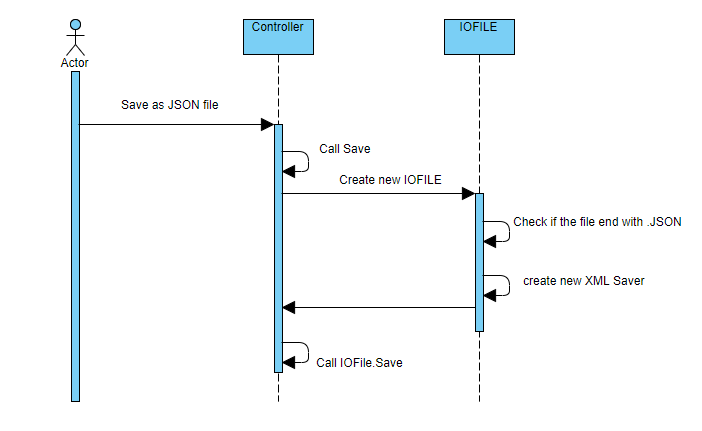 Controller
IOFILE
Actor
Save as JSON file
Call Save
Create new IOFILE
Check if the file end with .JSON
create new XML Saver
Call IOFile.Save